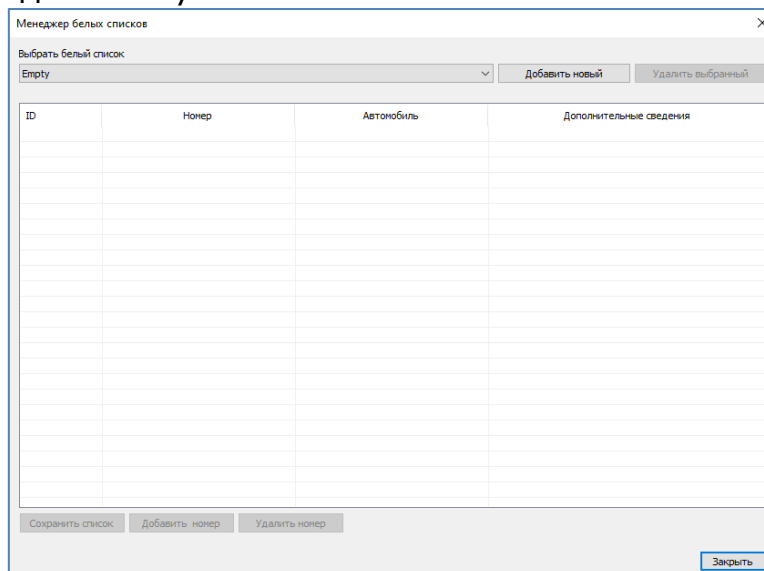 Менеджер белых списков
Выбрать белый список
Empty Добавить новый Удалить выбранный
ID Номер Автомобиль Дополнительные сведения
Сохранить список Добавить номер Удалить номер
Закрыть